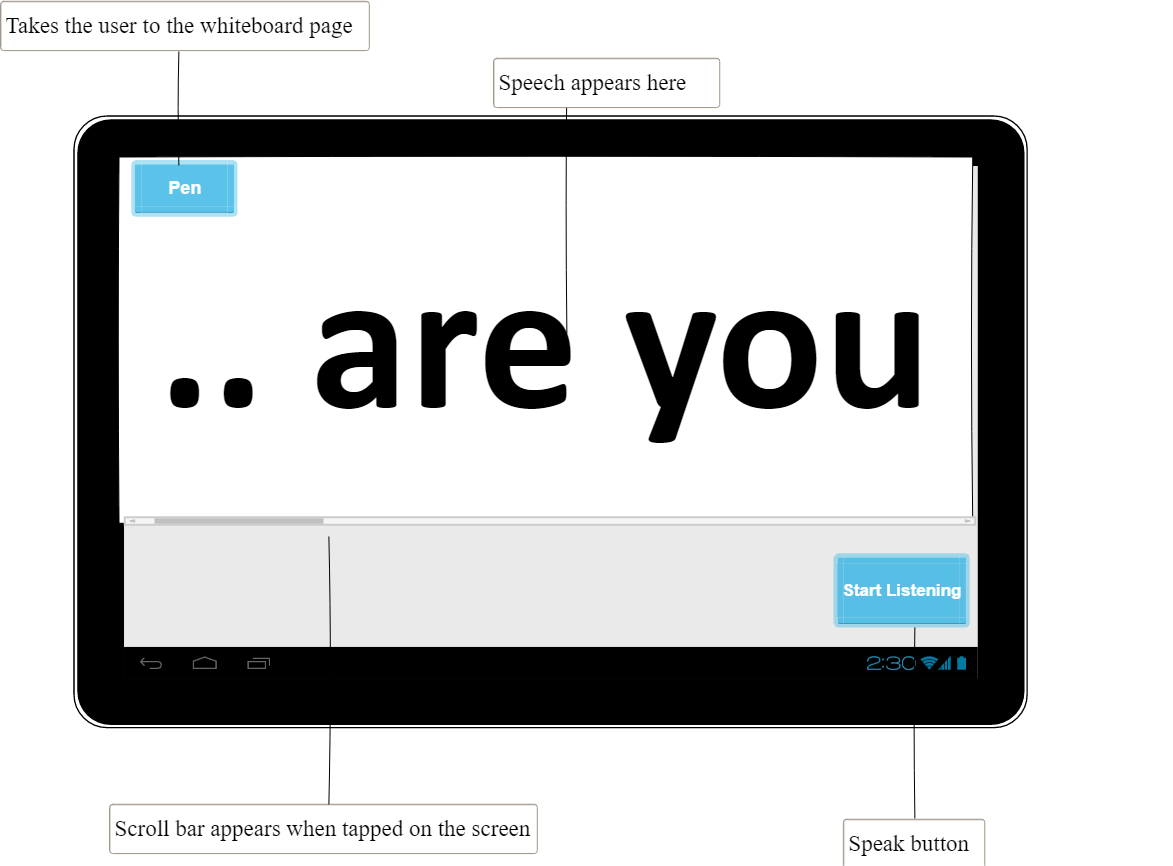 Takes the user to the whiteboard page
Speech appears here
Pen
.. are you
Start Listening
2:30
Scroll bar appears when tapped on the screen
Speak button